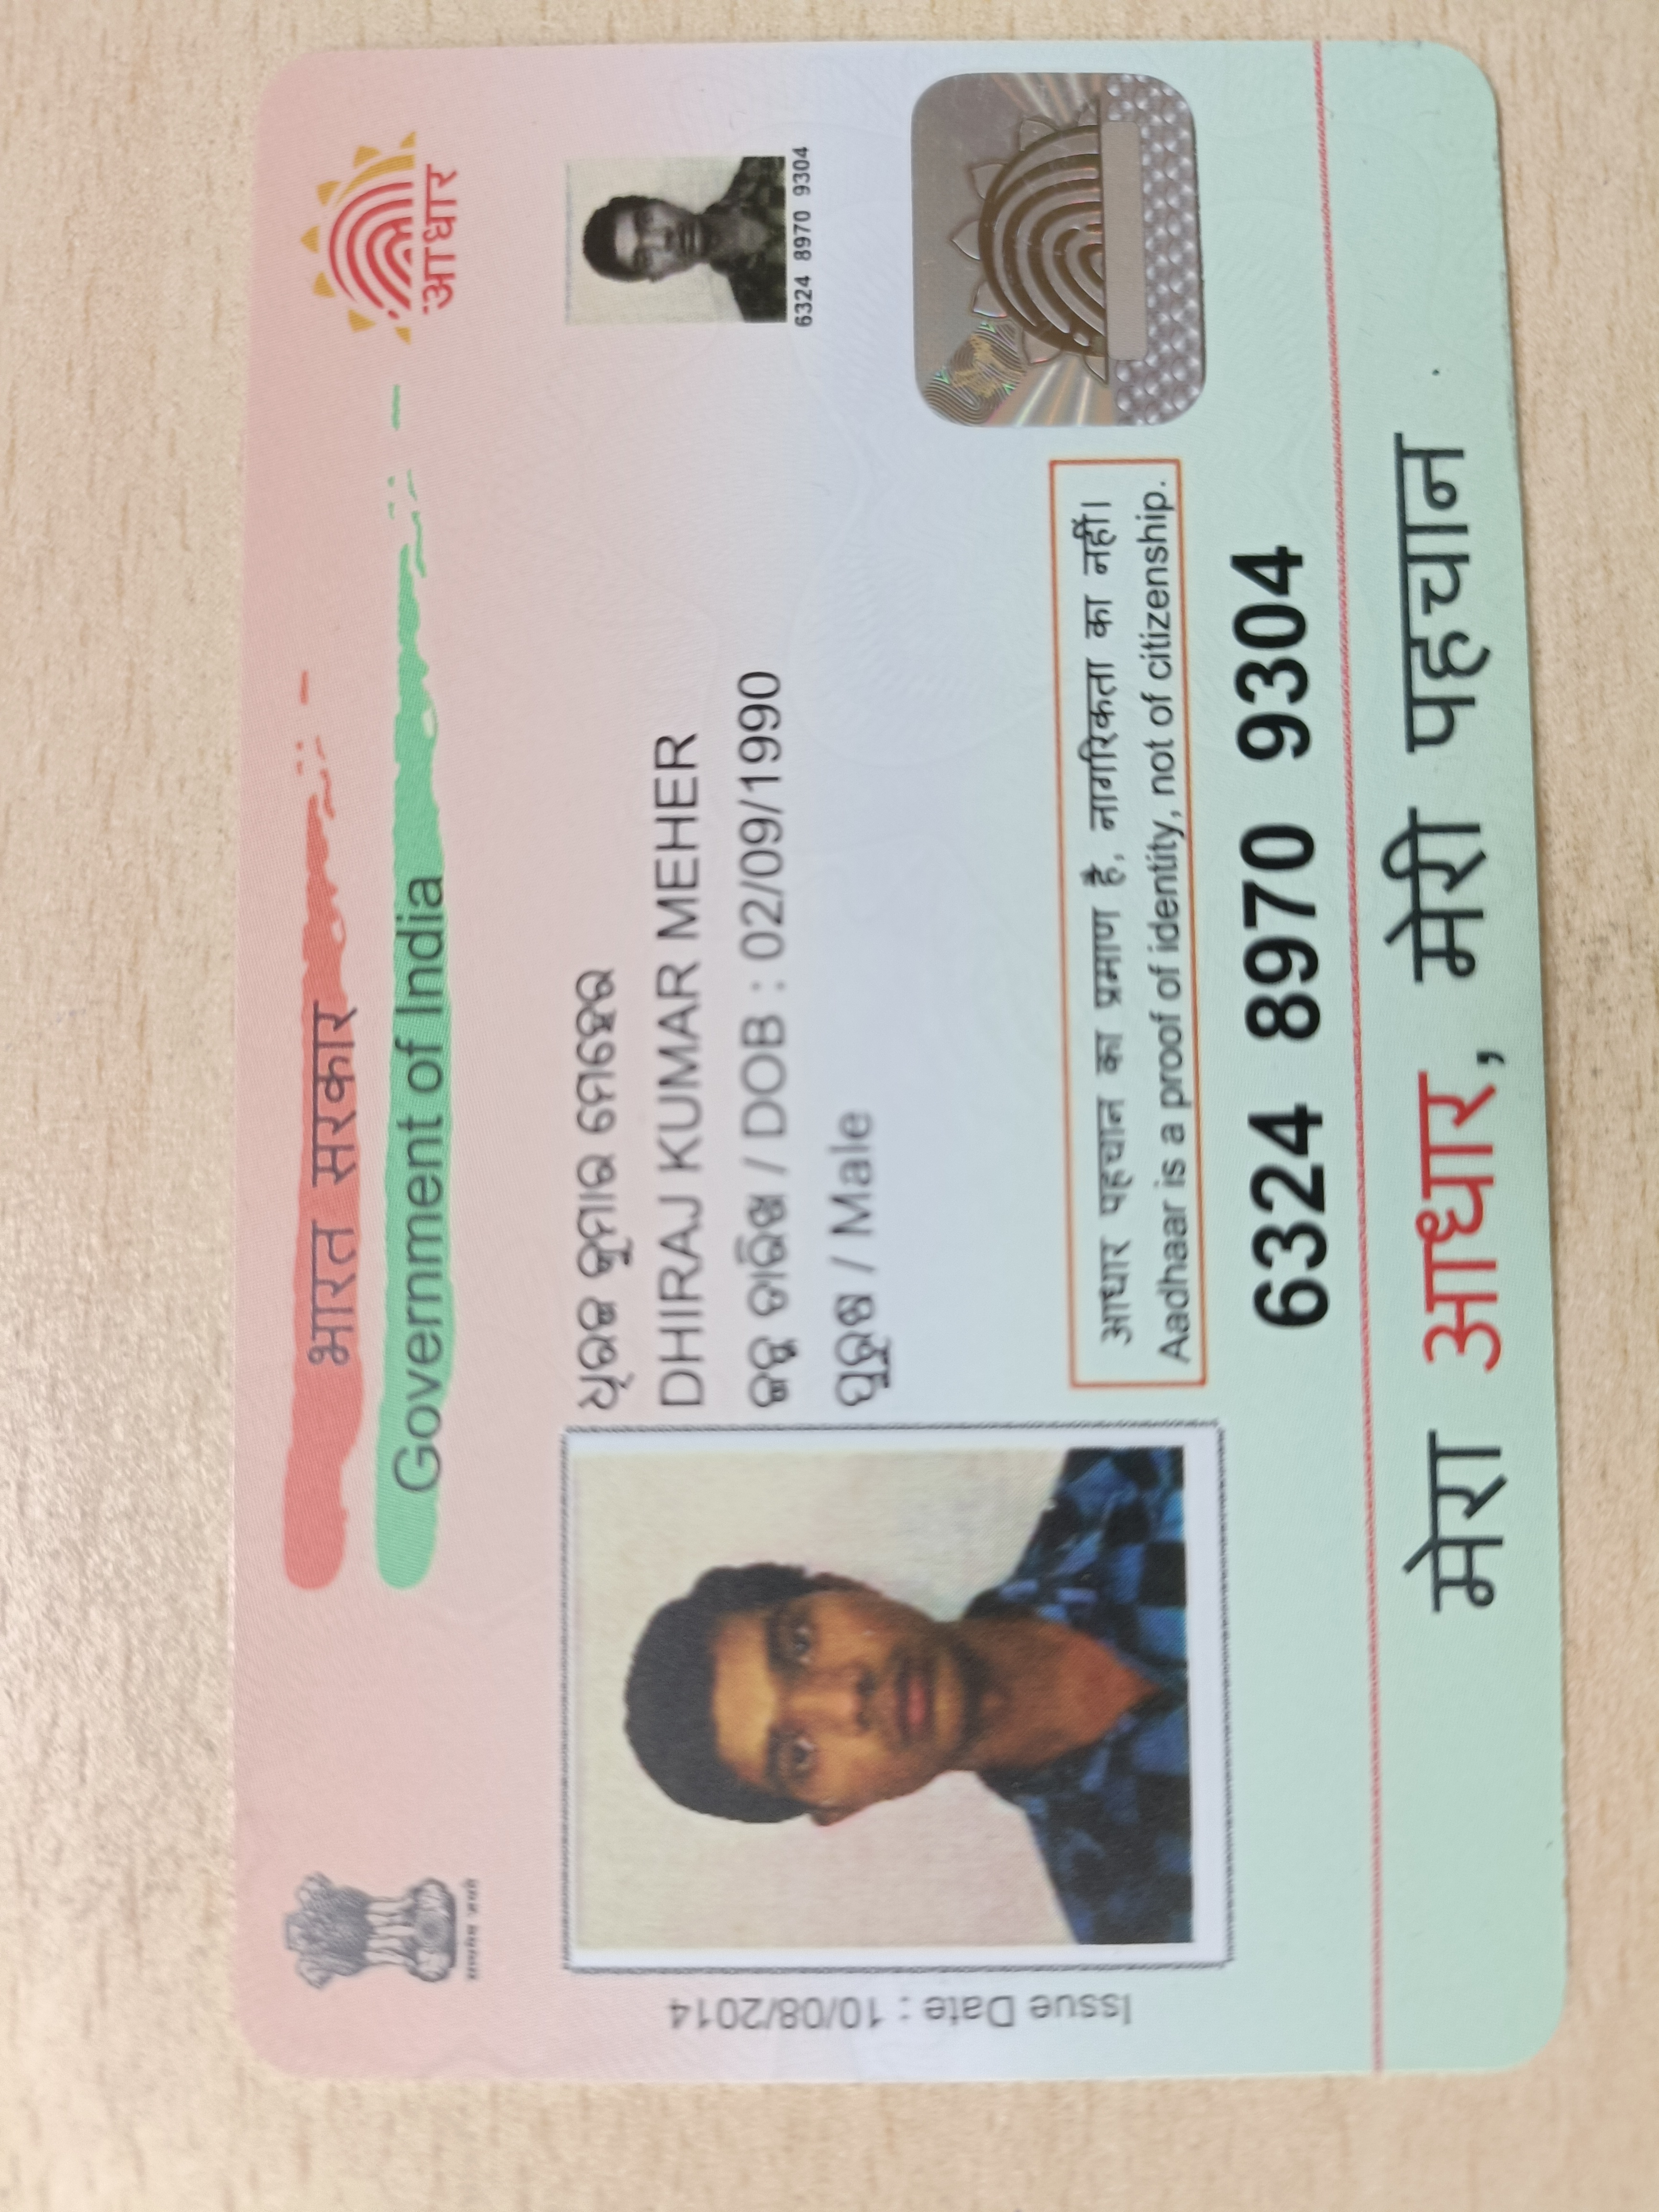 भारत सरकार
Government of India
आधार
सत्यमेव जयते
ଧିରଜ କୁମାର ମେହେର
DHIRAJ KUMAR MEHER
ଜନ୍ମ ତାରିଖ / DOB : 02/09/1990
ପୁରୁଷ / Male
6324 8970 9304
Issue Date : 10/08/2014
आधार पहचान का प्रमाण है, नागरिकता का नहीं।
Aadhaar is a proof of identity, not of citizenship.
6324 8970 9304
मेरा आधार, मेरी पहचान